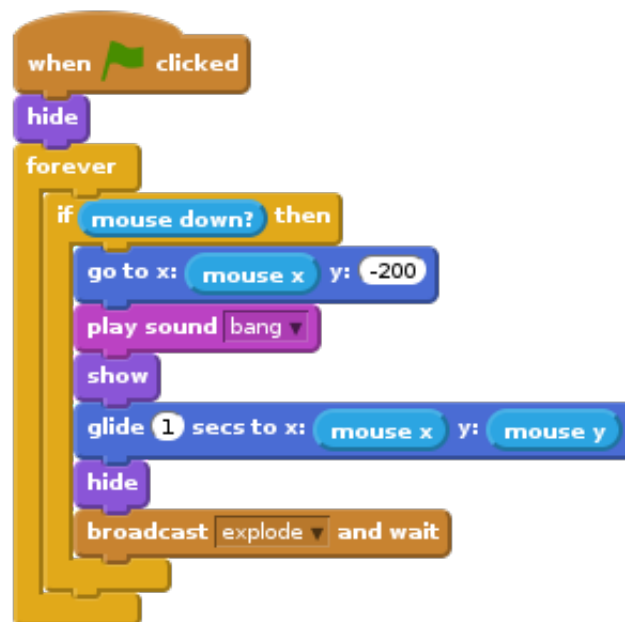 when clicked
hide
forever
if mouse down? then
go to x: mouse x y: -200
play sound bang
show
glide 1 secs to x: mouse x y: mouse y
hide
broadcast explode and wait